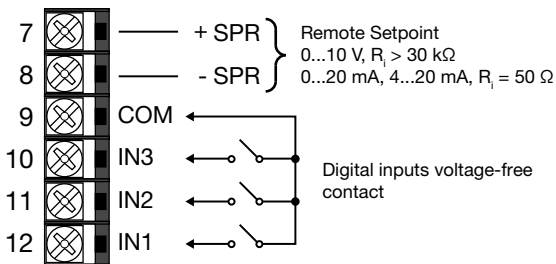 7 + SPR
8 - SPR
Remote Setpoint
0...10 V, Ri > 30 kΩ
0...20 mA, 4...20 mA, Ri = 50 Ω
9 COM
10 IN3
11 IN2
12 IN1
Digital inputs voltage-free
contact